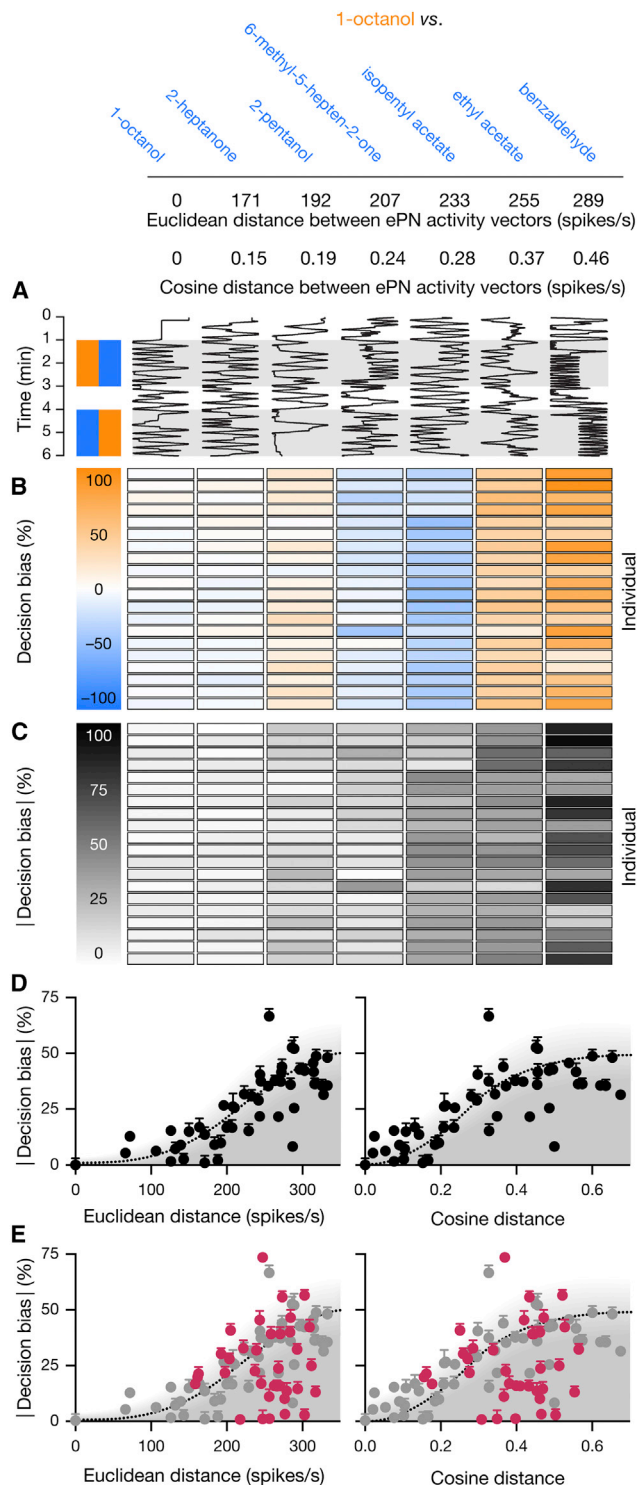 1-octanol vs.
1-octanol
2-heptanone
2-pentanol
6-methyl-5-hepten-2-one
isopentyl acetate
ethyl acetate
benzaldehyde
0 171 192 207 233 255 289
Euclidean distance between ePN activity vectors (spikes/s)
0 0.15 0.19 0.24 0.28 0.37 0.46
Cosine distance between ePN activity vectors (spikes/s)
A
Time (min)
0
1
2
3
4
5
6
B
Decision bias (%)
100
50
0
−50
−100
Individual
C
|Decision bias| (%)
100
75
50
25
0
Individual
D
|Decision bias| (%)
75
50
25
0
0 100 200 300
Euclidean distance (spikes/s)
0.0 0.2 0.4 0.6
Cosine distance
E
|Decision bias| (%)
75
50
25
0
0 100 200 300
Euclidean distance (spikes/s)
0.0 0.2 0.4 0.6
Cosine distance